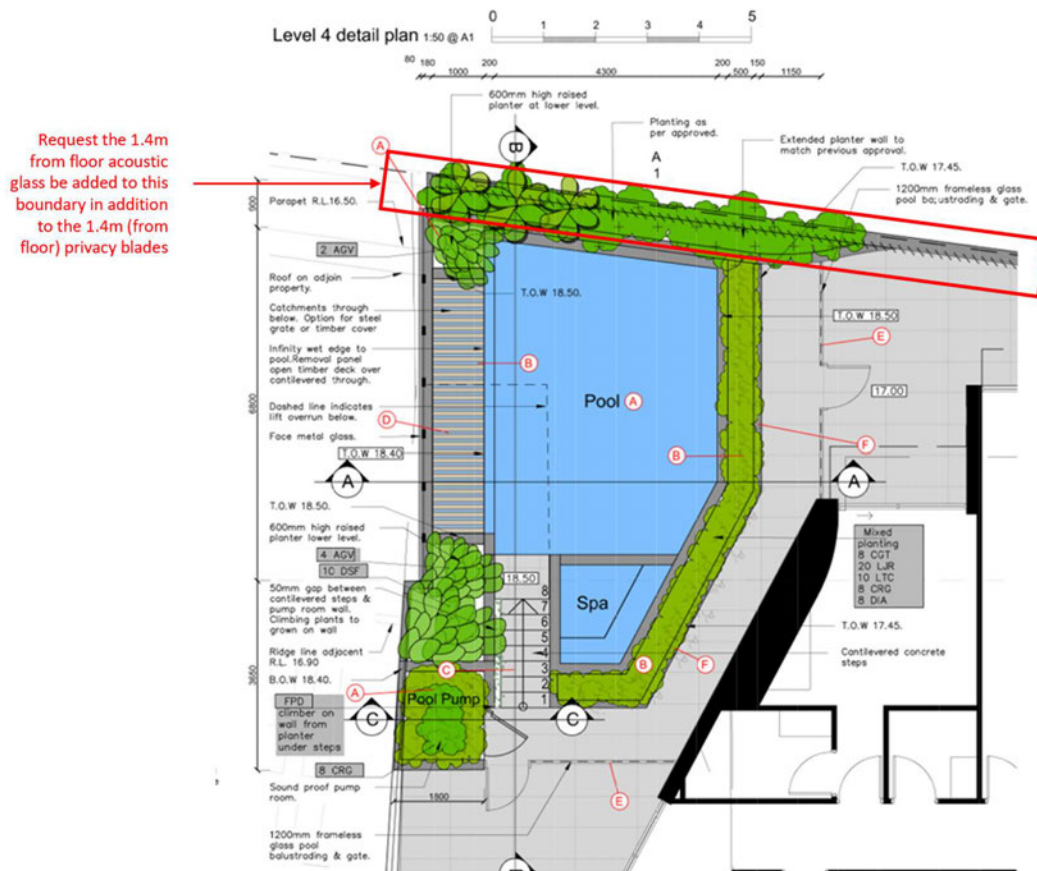 Level 4 detail plan 1:50 @ A1
0
1
2
3
4
5
80
180
1000
200
4300
200
500
150
1150
Request the 1.4m
from floor acoustic
glass be added to this
boundary in addition
to the 1.4m (from
floor) privacy blades
600mm high raised
planter at lower level.
Planting as
per approved.
Extended planter wall to
match previous approval.
T.O.W 17.45.
1200mm frameless glass
pool ba;ustrading & gate.
A
B
A
1
900
Parapet R.L.16.50.
2 AGV
Roof on adjoin
property.
T.O.W 18.50.
T.O.W 18.50
E
Catchments through
below. Option for steel
grate or timber cover
Infinity wet edge to
pool.Removal panel
open timber deck over
cantilevered through.
B
17.00
6800
Dashed line indicates
lift overrun below.
Pool A
D
Face metal glass.
F
T.O.W 18.40
B
A
A
T.O.W 18.50.
600mm high raised
planter lower level.
4 AGV
10 DSF
Mixed
planting
8 CGT
20 LJR
10 LTC
8 CRG
8 DIA
18.50
50mm gap between
cantilevered steps &
pump room wall.
Climbing plants to
grown on wall
8
7
6
5
4
3
2
1
Spa
T.O.W 17.45.
Ridge line adjacent
R.L. 16.90
Cantilevered concrete
steps
B.O.W 18.40.
C
B
F
3650
A
Pool Pump
FPD
climber on
wall from
planter
under steps
C
C
8 CRG
Sound proof pump
room.
E
1800
1200mm frameless
glass pool
balustrading & gate.